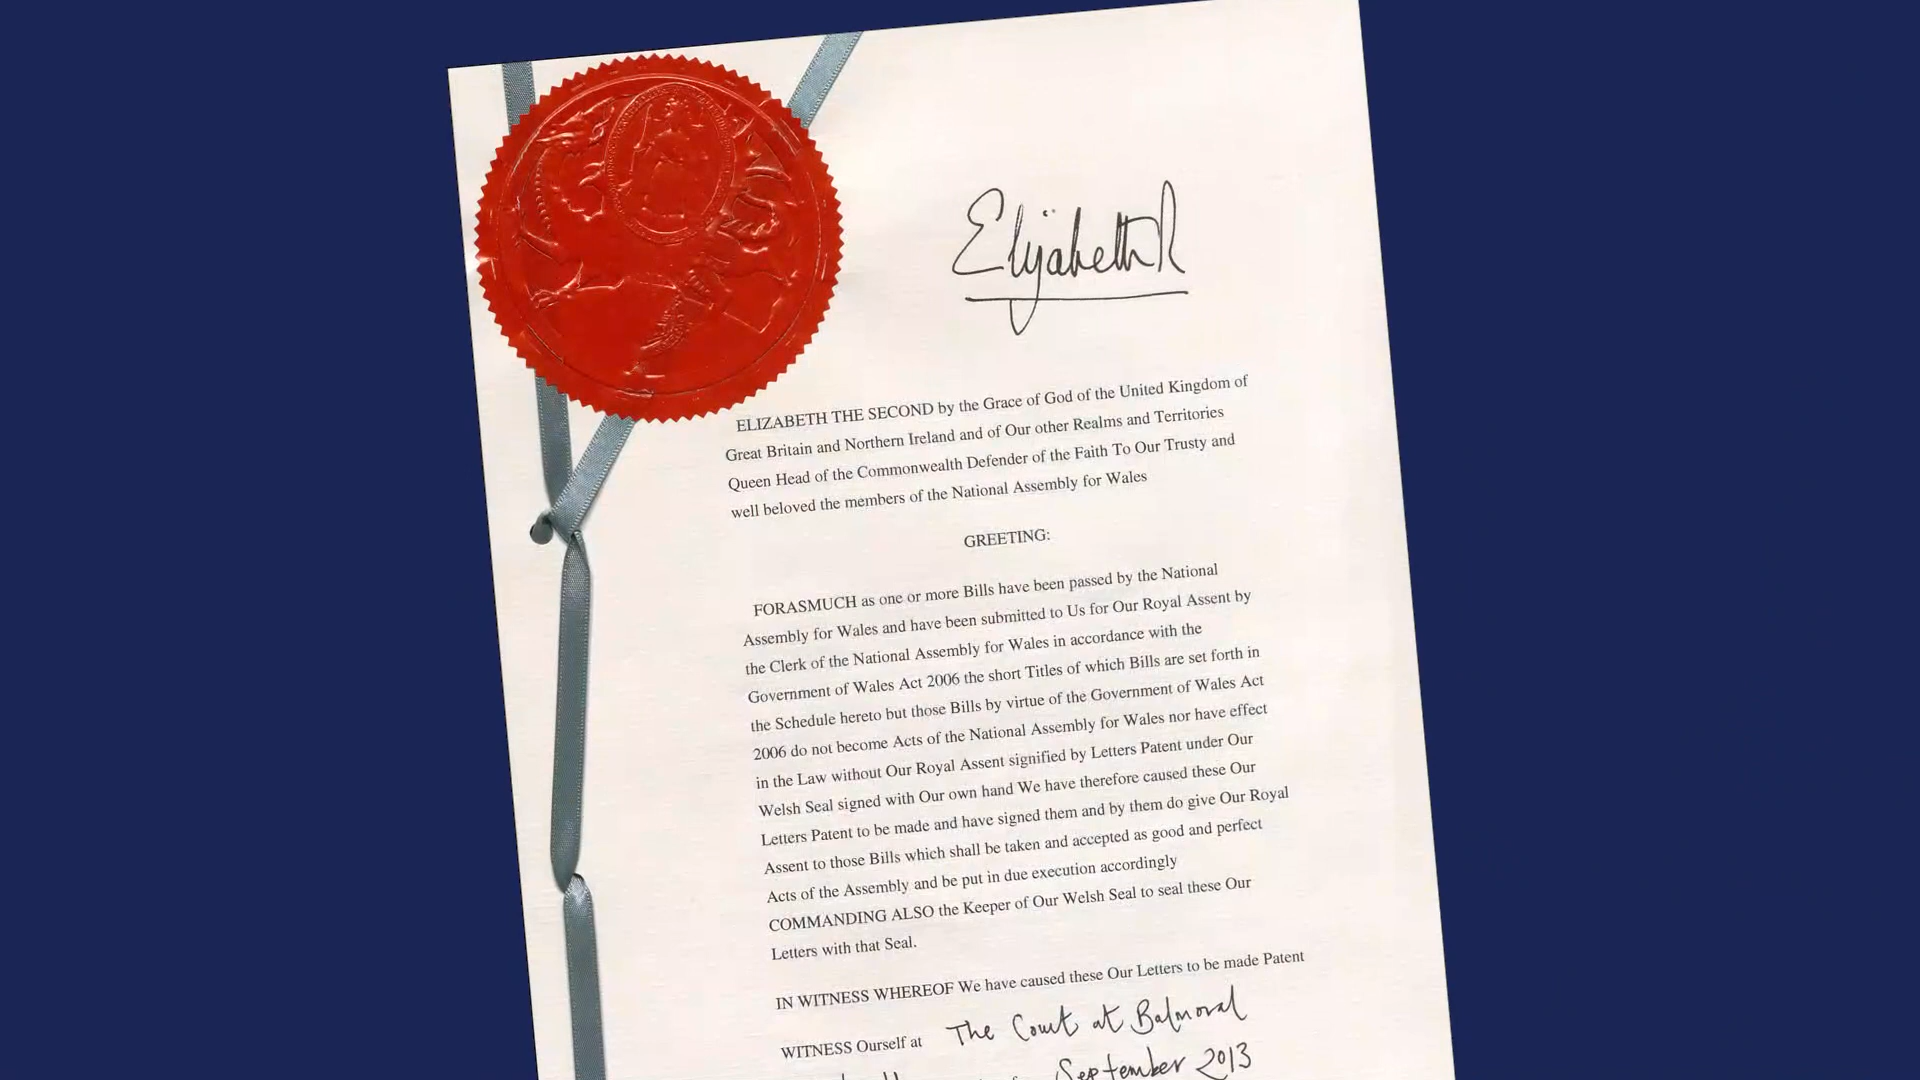 Elizabeth R
ELIZABETH THE SECOND by the Grace of God of the United Kingdom of
Great Britain and Northern Ireland and of Our other Realms and Territories
Queen Head of the Commonwealth Defender of the Faith To Our Trusty and
well beloved the members of the National Assembly for Wales
GREETING:
FORASMUCH as one or more Bills have been passed by the National
Assembly for Wales and have been submitted to Us for Our Royal Assent by
the Clerk of the National Assembly for Wales in accordance with the
Government of Wales Act 2006 the short Titles of which Bills are set forth in
the Schedule hereto but those Bills by virtue of the Government of Wales Act
2006 do not become Acts of the National Assembly for Wales nor have effect
in the Law without Our Royal Assent signified by Letters Patent under Our
Welsh Seal signed with Our own hand We have therefore caused these Our
Letters Patent to be made and have signed them and by them do give Our Royal
Assent to those Bills which shall be taken and accepted as good and perfect
Acts of the Assembly and be put in due execution accordingly
COMMANDING ALSO the Keeper of Our Welsh Seal to seal these Our
Letters with that Seal.
IN WITNESS WHEREOF We have caused these Our Letters to be made Patent
WITNESS Ourself at The Court at Balmoral
September 2013